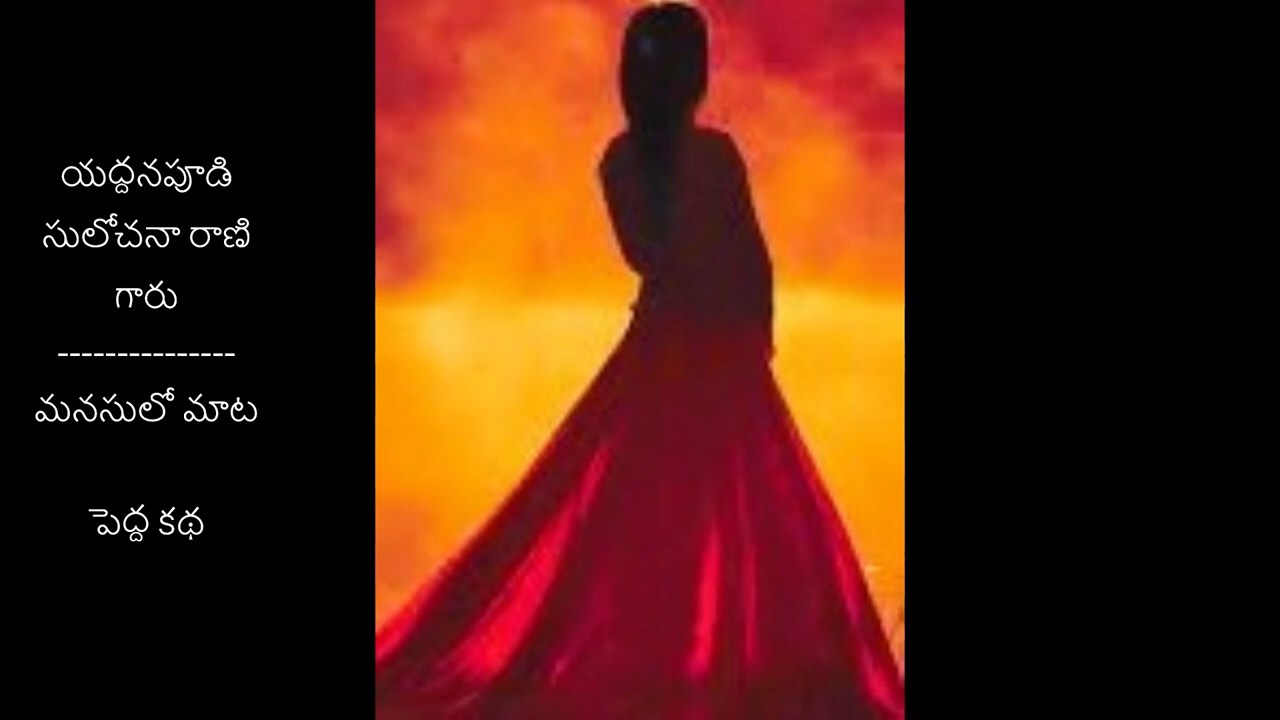 యద్దనపూడి
సులోచనా రాణి
గారు
---------------
మనసులో మాట
పెద్ద కథ